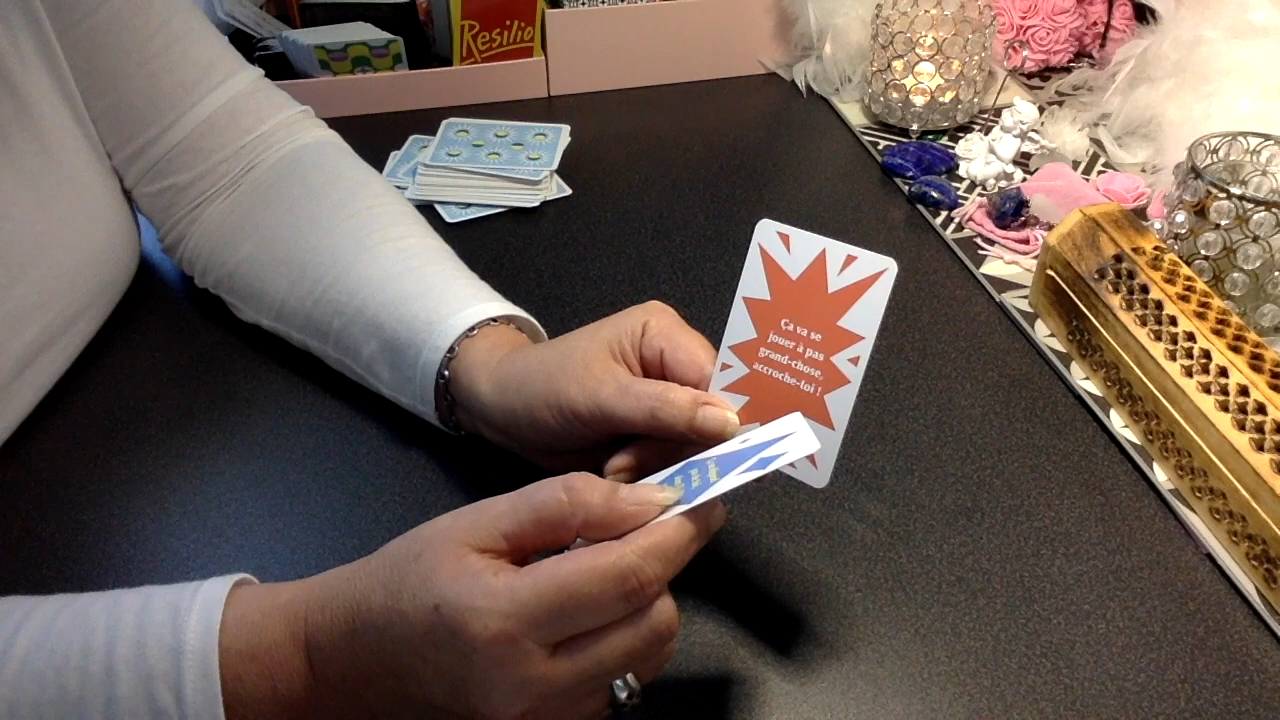 Resilio
Ça va se
jouer à pas
grand-chose,
accroche-toi !